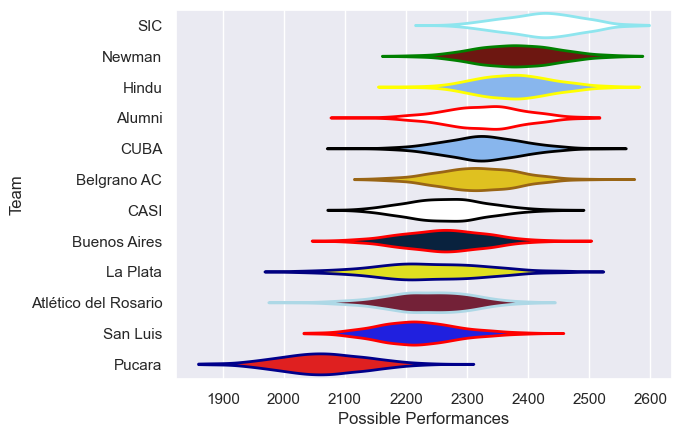 SIC
Newman
Hindu
Alumni
CUBA
Belgrano AC
CASI
Buenos Aires
La Plata
Atlético del Rosario
San Luis
Pucara
Team
1900 2000 2100 2200 2300 2400 2500 2600
Possible Performances